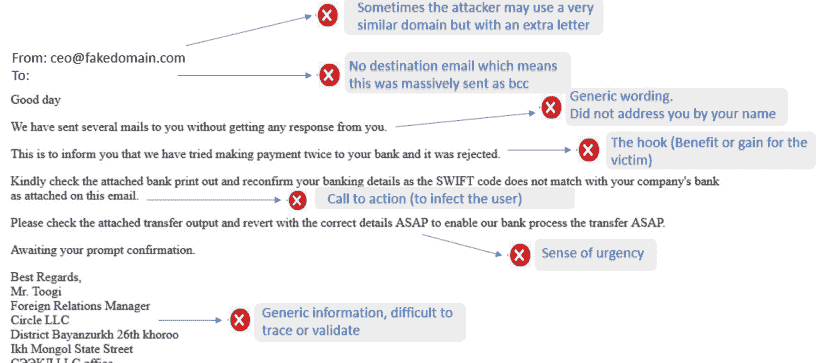 Sometimes the attacker may use a very
similar domain but with an extra letter
From: ceo@fakedomain.com
To:
No destination email which means
this was massively sent as bcc
Good day
Generic wording.
Did not address you by your name
We have sent several mails to you without getting any response from you.
The hook (Benefit or gain for the
victim)
This is to inform you that we have tried making payment twice to your bank and it was rejected.
Kindly check the attached bank print out and reconfirm your banking details as the SWIFT code does not match with your company's bank
as attached on this email.
Call to action (to infect the user)
Please check the attached transfer output and revert with the correct details ASAP to enable our bank process the transfer ASAP.
Sense of urgency
Awaiting your prompt confirmation.
Best Regards,
Mr. Toogi
Foreign Relations Manager
Circle LLC
Generic information, difficult to
trace or validate
District Bayanzurkh 26th khoroo
Ikh Mongol State Street